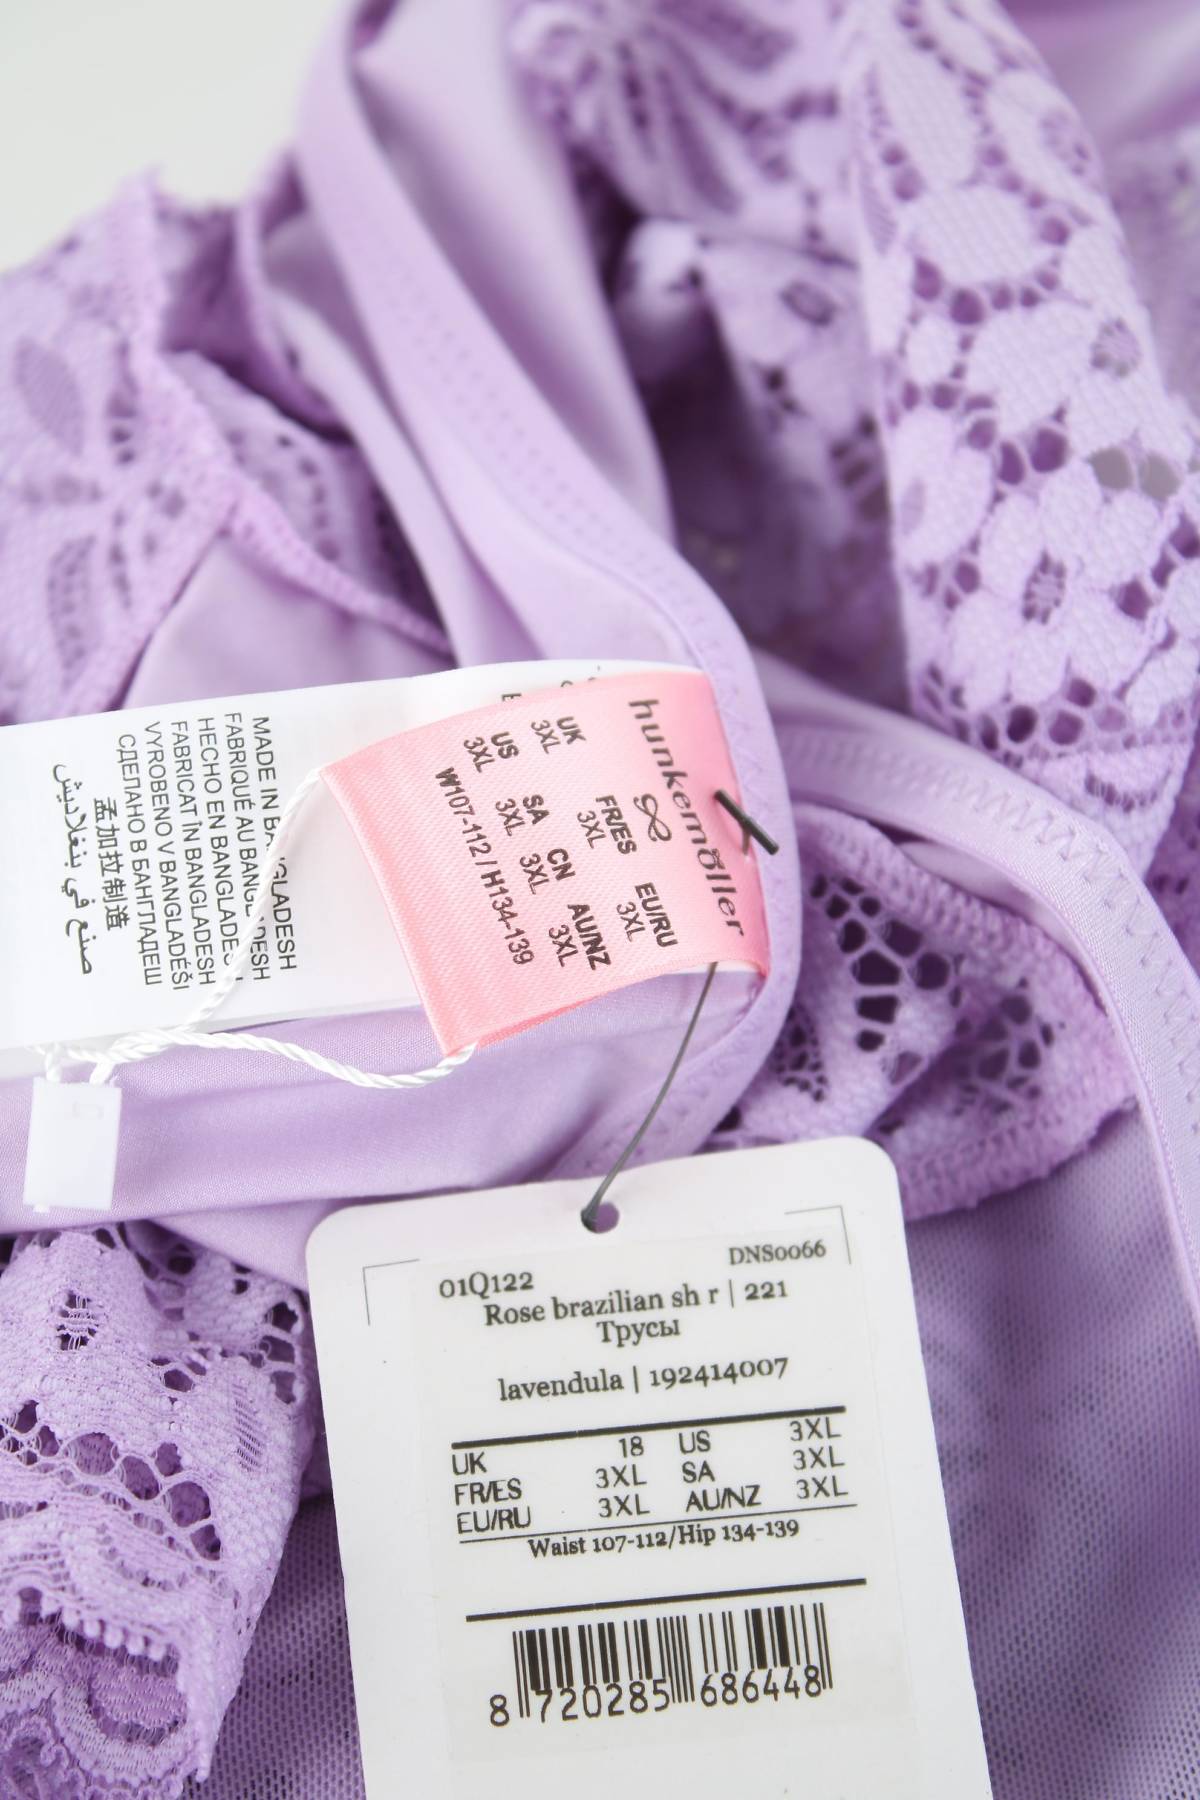 MADE IN BANGLADESH
FABRIQUÉ AU BANGLADESH
HECHO EN BANGLADESH
FABRICAT ÎN BANGLADESH
VYROBENO V BANGLADÉŠI
СДЕЛАНО В БАНГЛАДЕШ
孟加拉制造
صنع في بنغلاديش
hunkemöller
UK FR/ES EU/RU
3XL 3XL 3XL
US SA CN AU/NZ
3XL 3XL 3XL 3XL
W107-112 / H134-139
01Q122 DNS0066
Rose brazilian sh r | 221
Трусы
lavendula | 192414007
UK 18 US 3XL
FR/ES 3XL SA 3XL
EU/RU 3XL AU/NZ 3XL
Waist 107-112/Hip 134-139
8 720285 686448